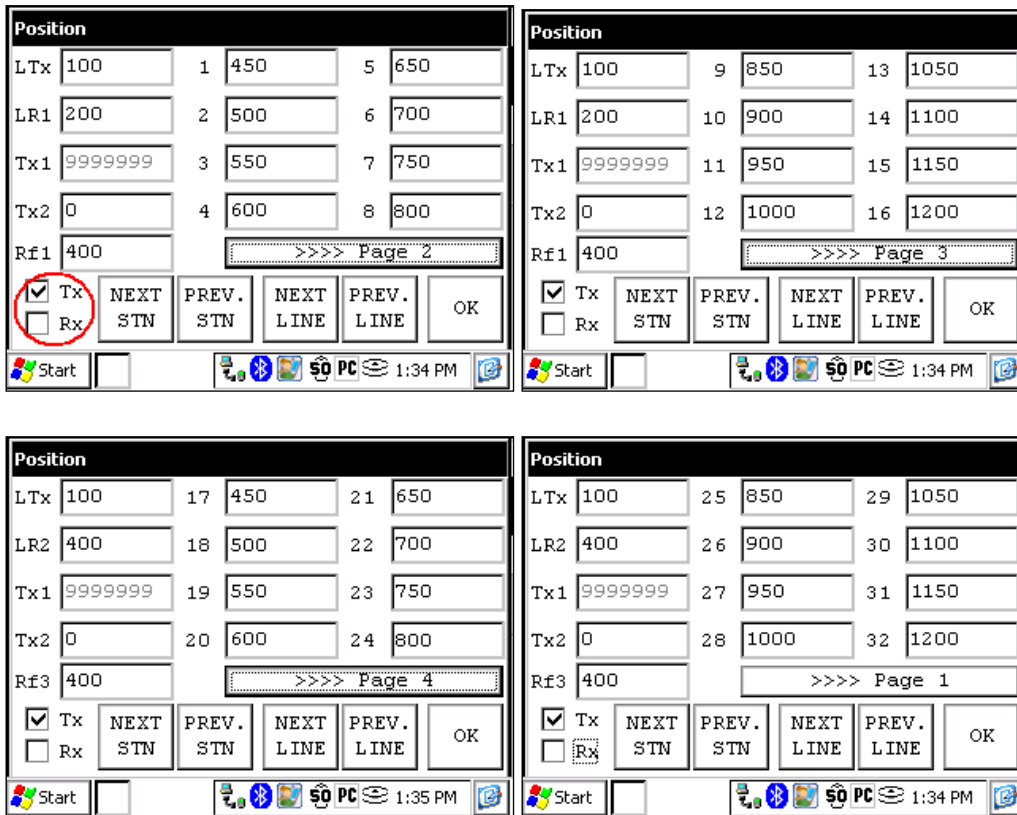 Position
LTx 100 1 450 5 650
LR1 200 2 500 6 700
Tx1 9999999 3 550 7 750
Tx2 0 4 600 8 800
Rf1 400 >>>> Page 2
Tx NEXT PREV. NEXT PREV. OK
Rx STN STN LINE LINE
Start SO PC 1:34 PM
Position
LTx 100 9 850 13 1050
LR1 200 10 900 14 1100
Tx1 9999999 11 950 15 1150
Tx2 0 12 1000 16 1200
Rf1 400 >>>> Page 3
Tx NEXT PREV. NEXT PREV. OK
Rx STN STN LINE LINE
Start SO PC 1:34 PM
Position
LTx 100 17 450 21 650
LR2 400 18 500 22 700
Tx1 9999999 19 550 23 750
Tx2 0 20 600 24 800
Rf3 400 >>>> Page 4
Tx NEXT PREV. NEXT PREV. OK
Rx STN STN LINE LINE
Start SO PC 1:35 PM
Position
LTx 100 25 850 29 1050
LR2 400 26 900 30 1100
Tx1 9999999 27 950 31 1150
Tx2 0 28 1000 32 1200
Rf3 400 >>>> Page 1
Tx NEXT PREV. NEXT PREV. OK
Rx STN STN LINE LINE
Start SO PC 1:34 PM